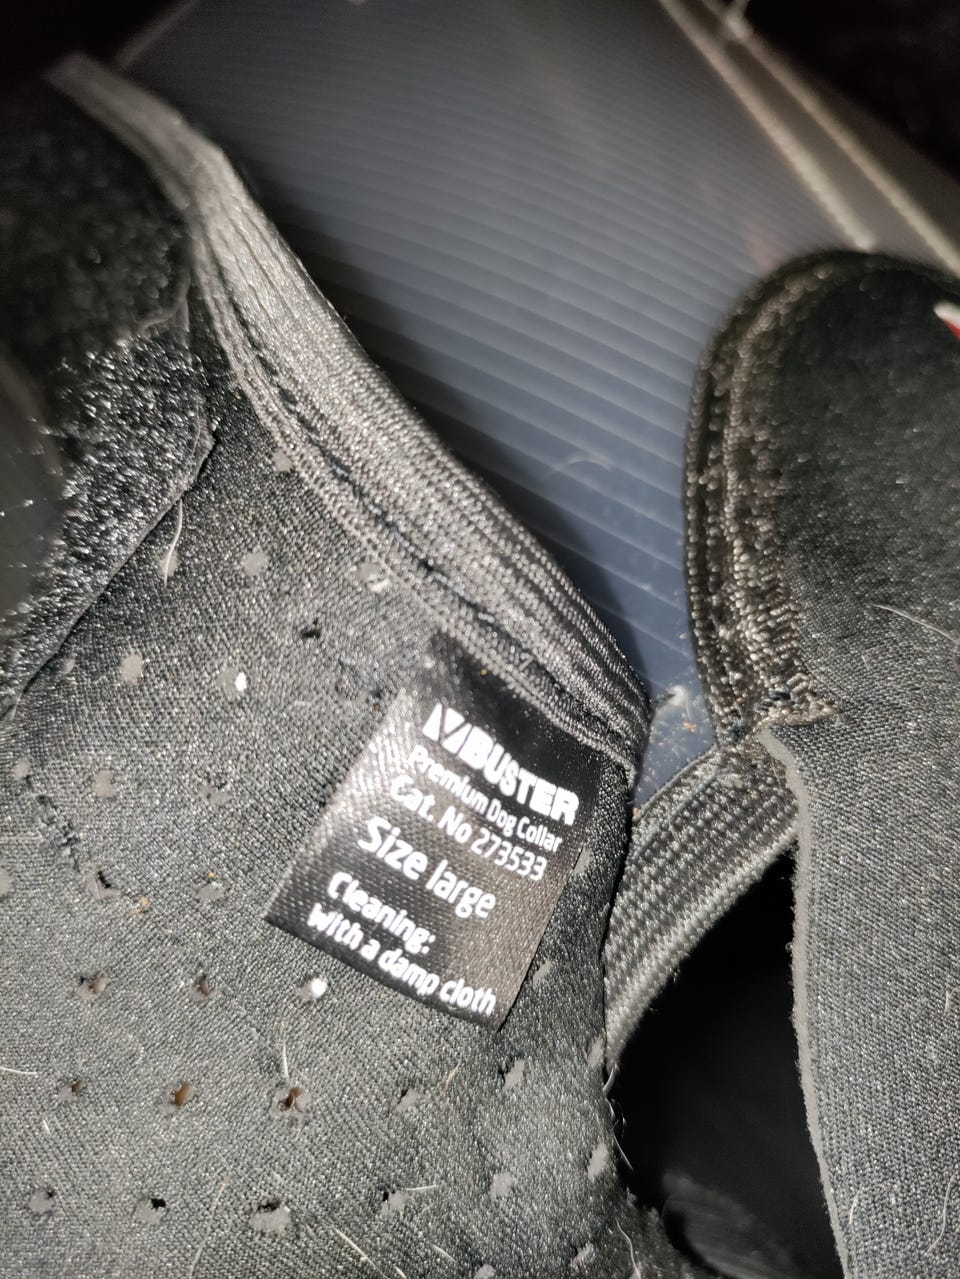 BUSTER
Premium Dog Collar
Cat. No 273533
Size large
Cleaning:
With a damp cloth